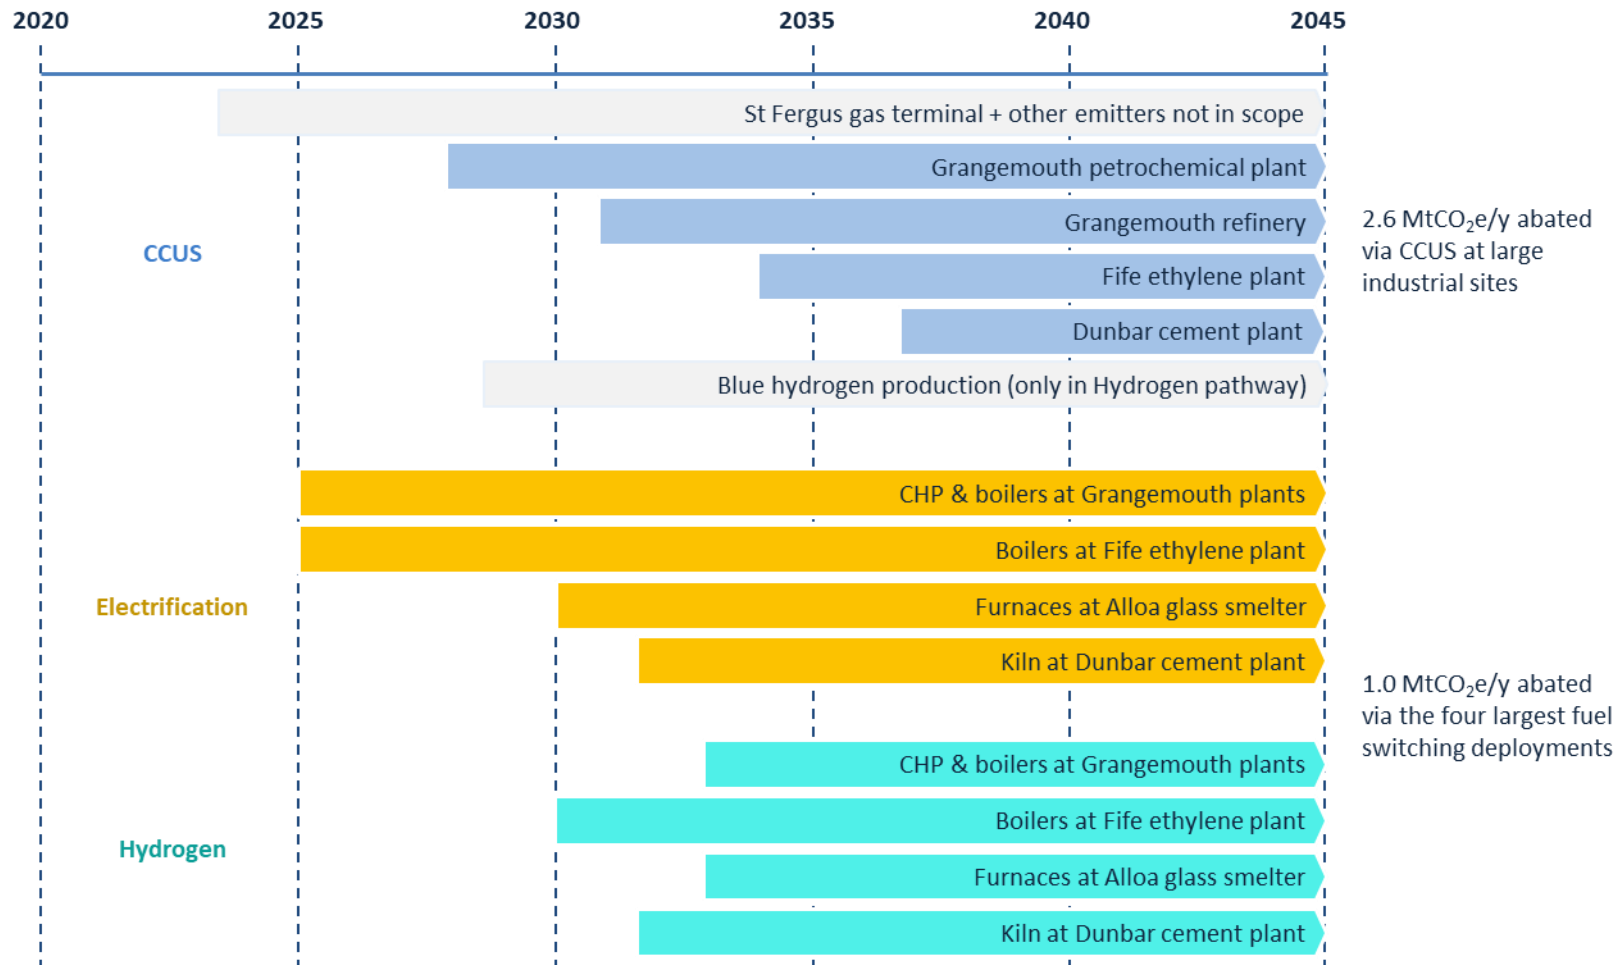 2020 2025 2030 2035 2040 2045
St Fergus gas terminal + other emitters not in scope
Grangemouth petrochemical plant
Grangemouth refinery
CCUS
Fife ethylene plant
Dunbar cement plant
Blue hydrogen production (only in Hydrogen pathway)
2.6 MtCO₂e/y abated
via CCUS at large
industrial sites
CHP & boilers at Grangemouth plants
Boilers at Fife ethylene plant
Electrification
Furnaces at Alloa glass smelter
Kiln at Dunbar cement plant
1.0 MtCO₂e/y abated
via the four largest fuel
switching deployments
CHP & boilers at Grangemouth plants
Boilers at Fife ethylene plant
Hydrogen
Furnaces at Alloa glass smelter
Kiln at Dunbar cement plant